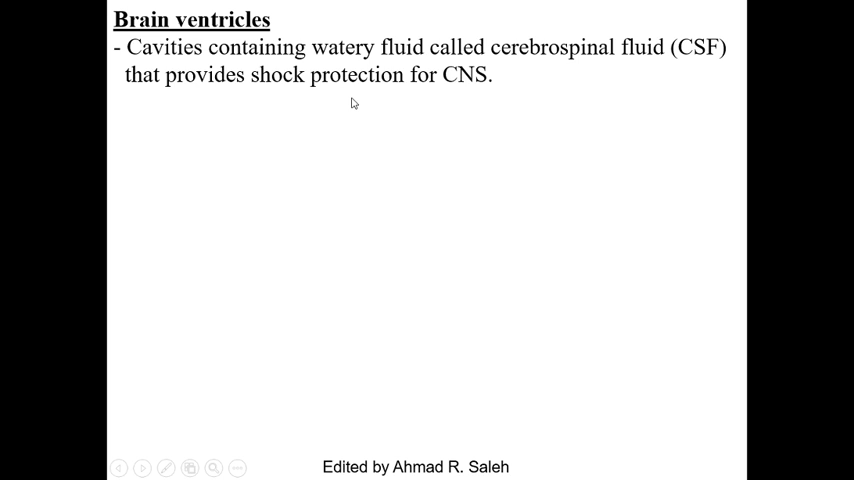 Brain ventricles
- Cavities containing watery fluid called cerebrospinal fluid (CSF)
that provides shock protection for CNS.
Edited by Ahmad R. Saleh